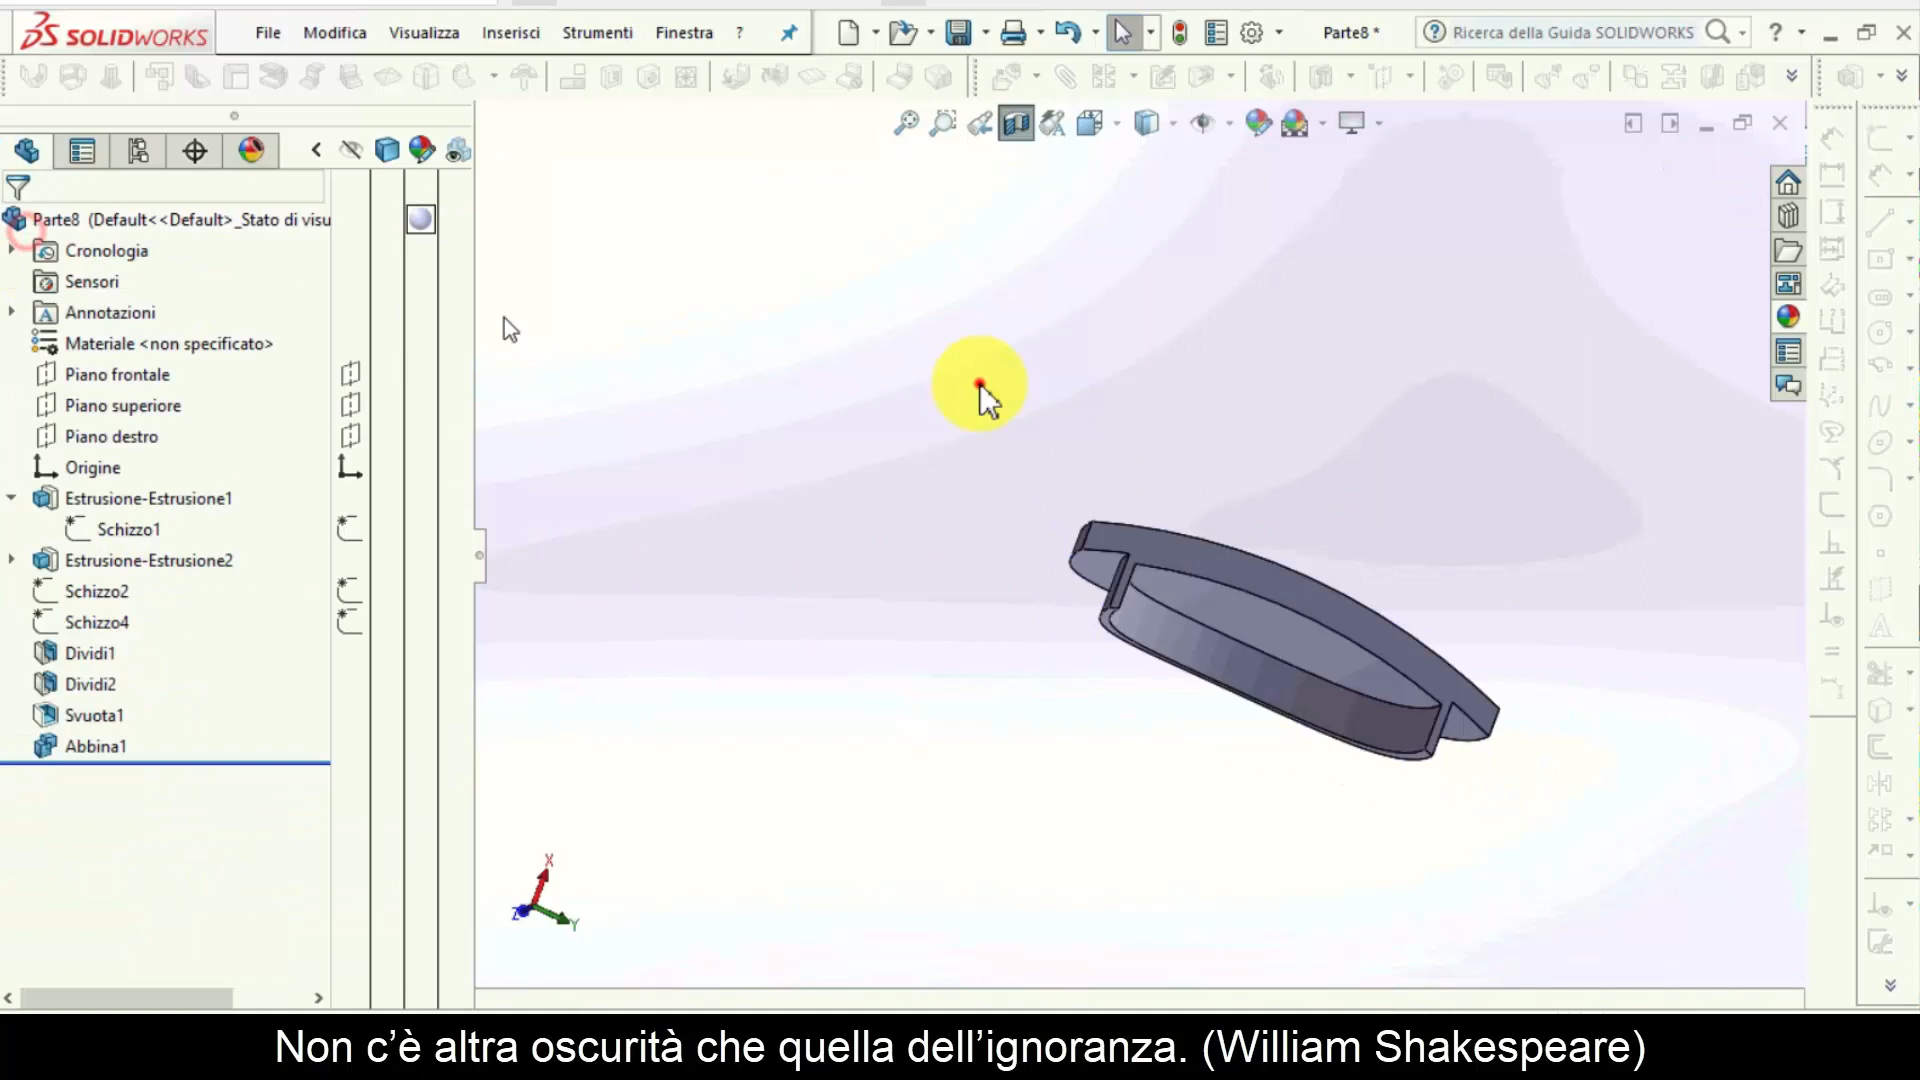 SOLIDWORKS
File Modifica Visualizza Inserisci Strumenti Finestra ?
Parte8 *
Ricerca della Guida SOLIDWORKS
?
Parte8 (Default<<Default>_Stato di visu
Cronologia
Sensori
Annotazioni
Materiale <non specificato>
Piano frontale
Piano superiore
Piano destro
Origine
Estrusione-Estrusione1
Schizzo1
Estrusione-Estrusione2
Schizzo2
Schizzo4
Dividi1
Dividi2
Svuota1
Abbina1
X
Z
Y
Non c’è altra oscurità che quella dell’ignoranza. (William Shakespeare)